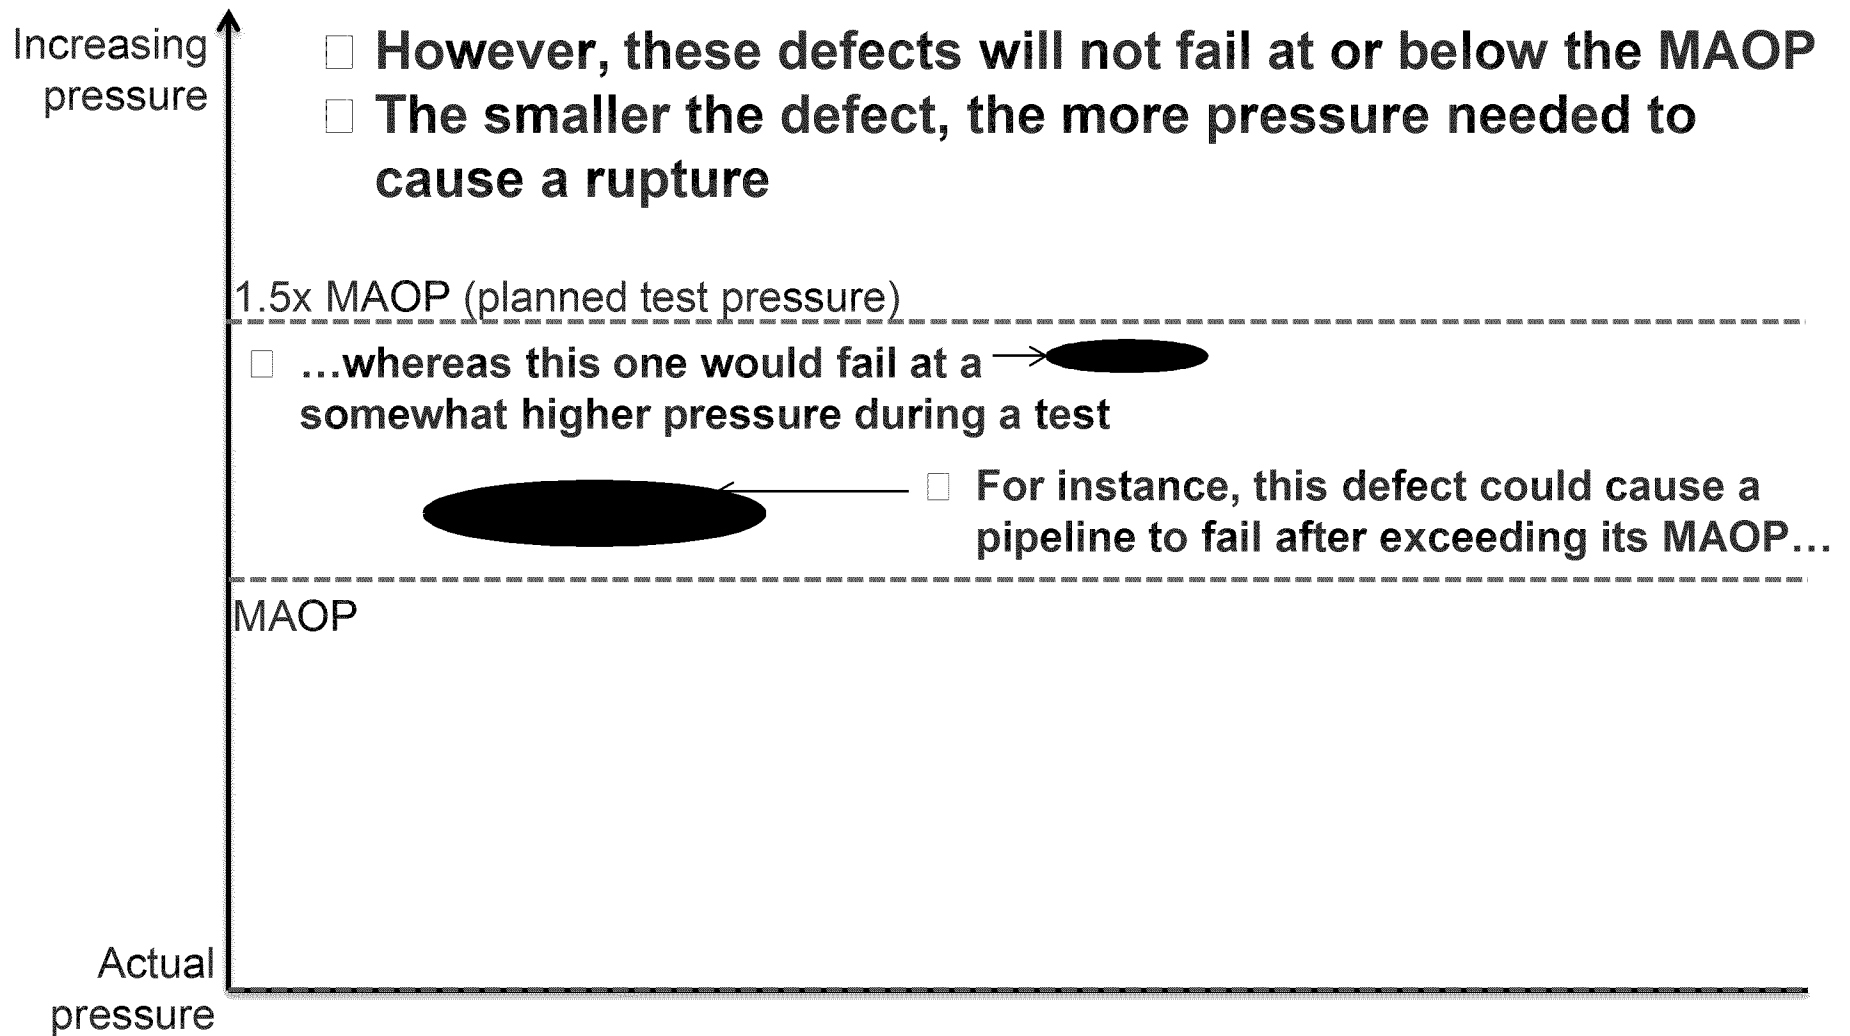 Increasing
pressure
However, these defects will not fail at or below the MAOP
The smaller the defect, the more pressure needed to
cause a rupture
1.5x MAOP (planned test pressure)
…whereas this one would fail at a
somewhat higher pressure during a test
For instance, this defect could cause a
pipeline to fail after exceeding its MAOP…
MAOP
Actual
pressure